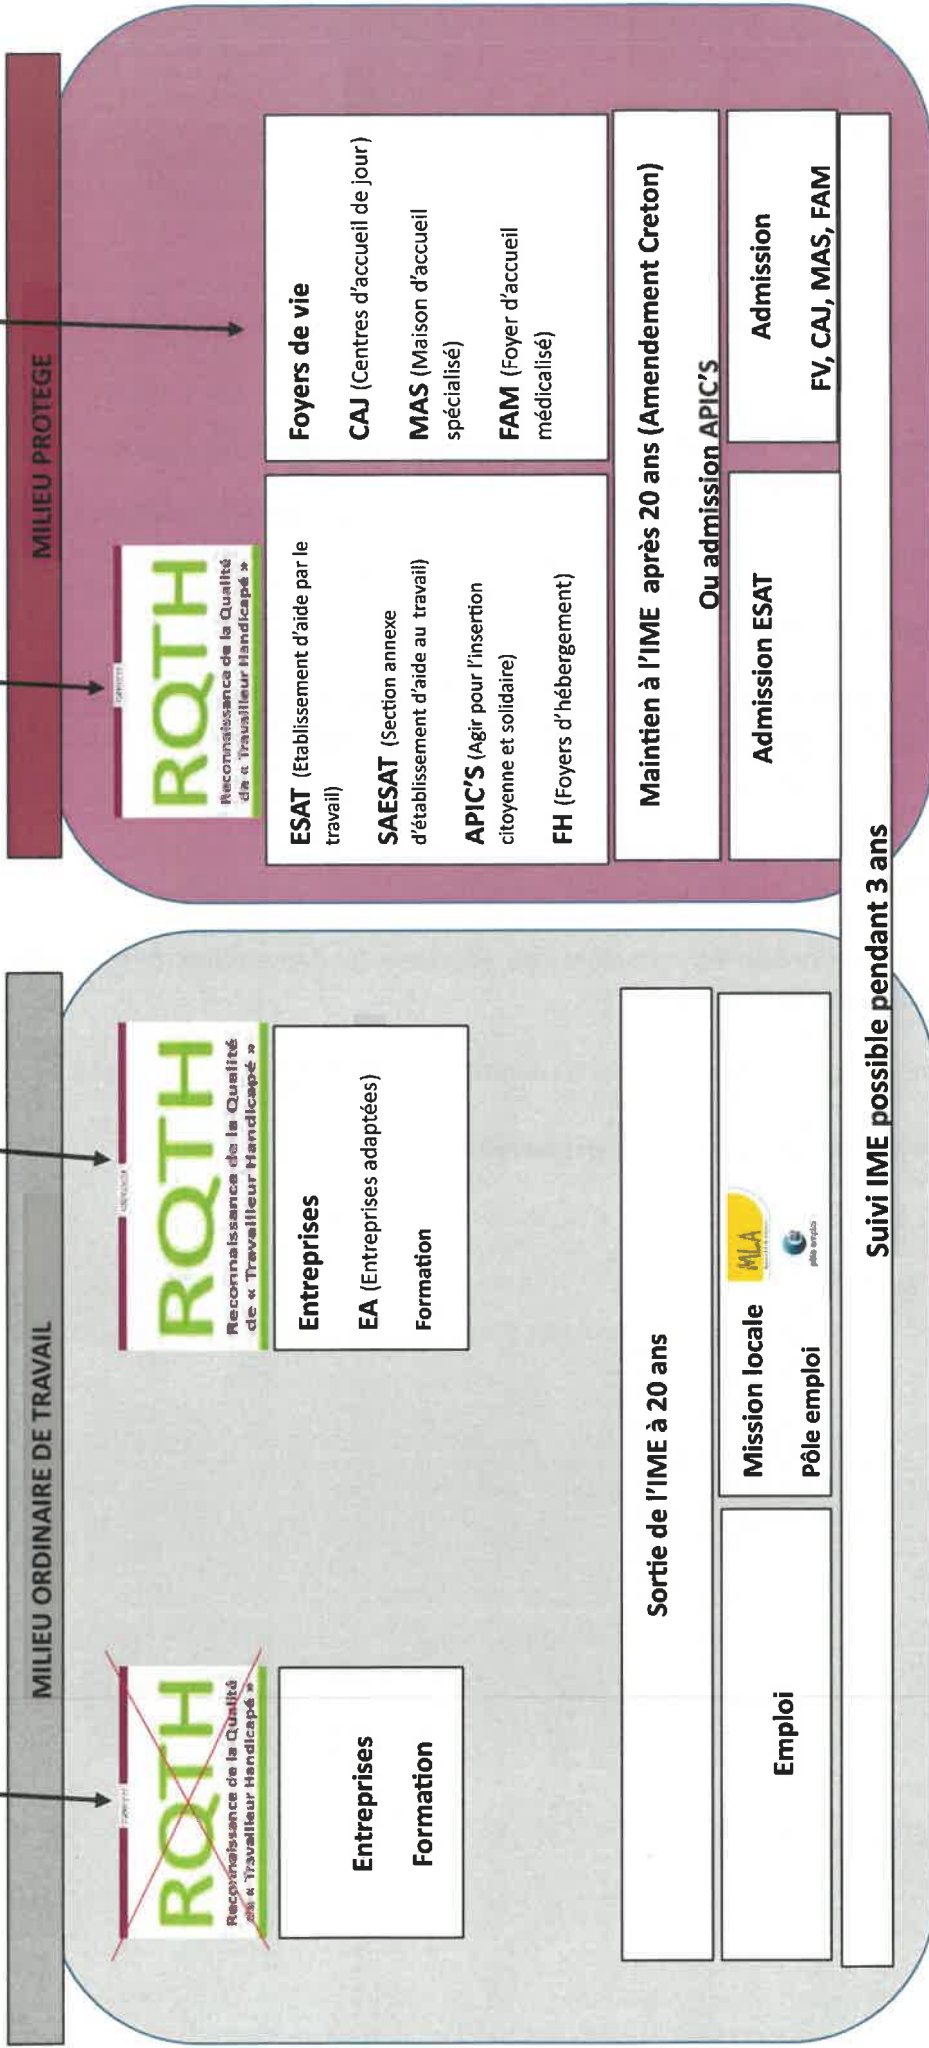 MILIEU ORDINAIRE DE TRAVAIL
RQTH
Reconnaissance de la Qualité
de « Travailleur Handicapé »
Entreprises
Formation
RQTH
Reconnaissance de la Qualité
de « Travailleur Handicapé »
Entreprises
EA (Entreprises adaptées)
Formation
Sortie de l'IME à 20 ans
Emploi
Mission locale
Pôle emploi
MLA
pôle emploi
MILIEU PROTEGE
RQTH
Reconnaissance de la Qualité
de « Travailleur Handicapé »
ESAT (Etablissement d'aide par le
travail)
SAESAT (Section annexe
d'établissement d'aide au travail)
APIC'S (Agir pour l'insertion
citoyenne et solidaire)
FH (Foyers d'hébergement)
Foyers de vie
CAJ (Centres d'accueil de jour)
MAS (Maison d'accueil
spécialisé)
FAM (Foyer d'accueil
médicalisé)
Maintien à l'IME après 20 ans (Amendement Creton)
Ou admission APIC'S
Admission ESAT
Admission
FV, CAJ, MAS, FAM
Suivi IME possible pendant 3 ans